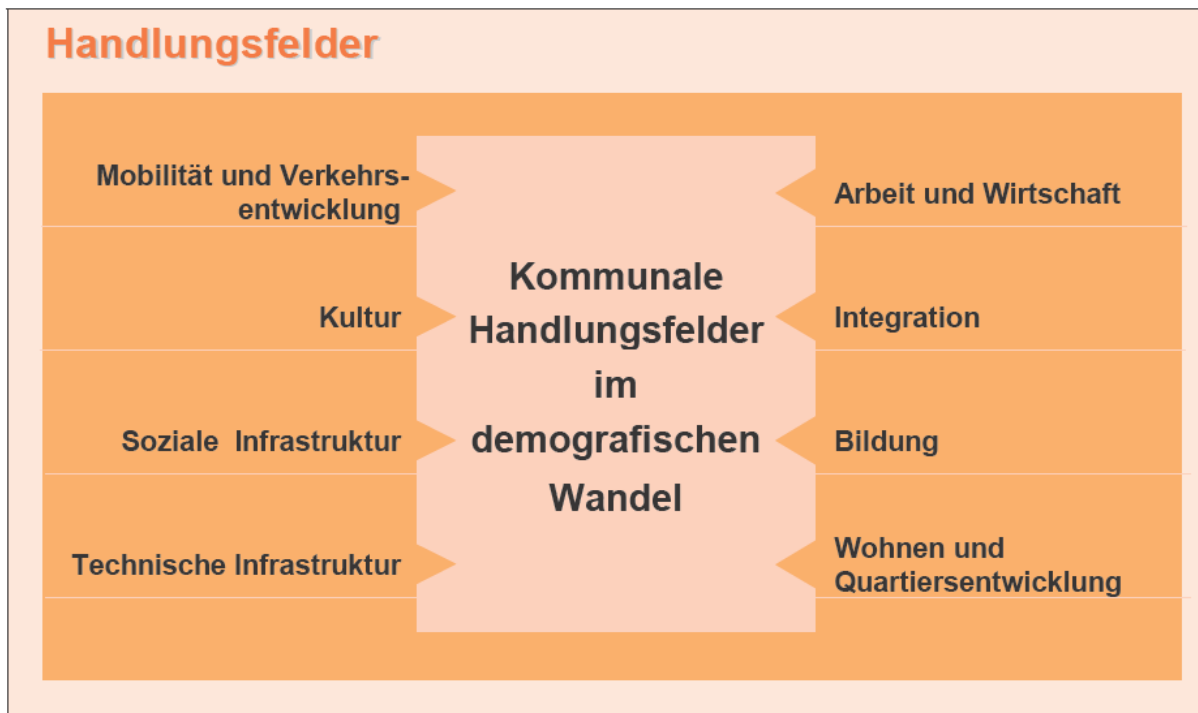 Handlungsfelder
Mobilität und Verkehrs-
entwicklung
Kultur
Soziale Infrastruktur
Technische Infrastruktur
Kommunale
Handlungsfelder
im
demografischen
Wandel
Arbeit und Wirtschaft
Integration
Bildung
Wohnen und
Quartiersentwicklung